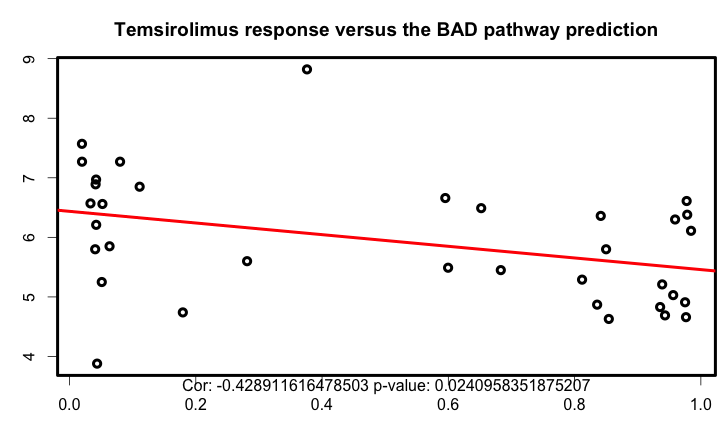 Temsirolimus response versus the BAD pathway prediction
9
8
7
6
5
4
Cor: -0.428911616478503 p-value: 0.0240958351875207
0.0 0.2 0.4 0.6 0.8 1.0